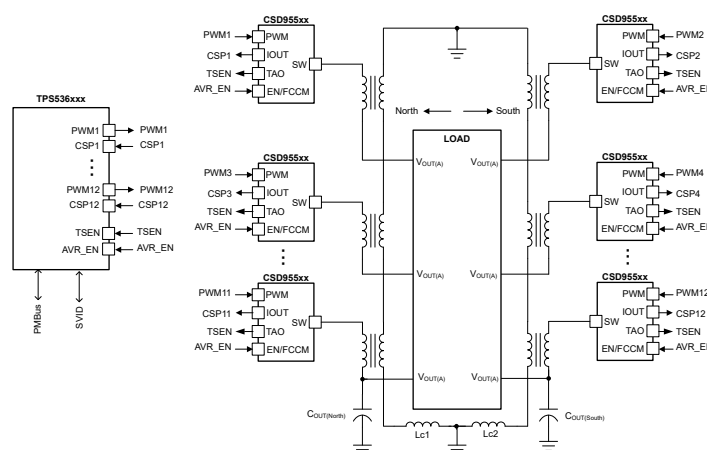 TPS536xxx
PWM1
PWM1
CSP1
CSP1
PWM12
PWM12
CSP12
CSP12
TSEN
TSEN
AVR_EN
AVR_EN
PMBus
SVID
CSD955xx
PWM1
PWM
CSP1
IOUT
SW
TSEN
TAO
AVR_EN
EN/FCCM
CSD955xx
PWM3
PWM
CSP3
IOUT
SW
TSEN
TAO
AVR_EN
EN/FCCM
CSD955xx
PWM11
PWM
CSP11
IOUT
SW
TSEN
TAO
AVR_EN
EN/FCCM
North
South
LOAD
VOUT(A)
VOUT(A)
VOUT(A)
VOUT(A)
VOUT(A)
VOUT(A)
COUT(North)
COUT(South)
Lc1
Lc2
CSD955xx
PWM
PWM2
IOUT
CSP2
SW
TAO
TSEN
EN/FCCM
AVR_E
CSD955xx
PWM
PWM4
IOUT
CSP4
SW
TAO
TSEN
EN/FCCM
AVR_E
CSD955xx
PWM
PWM12
IOUT
CSP12
SW
TAO
TSEN
EN/FCCM
AVR_E